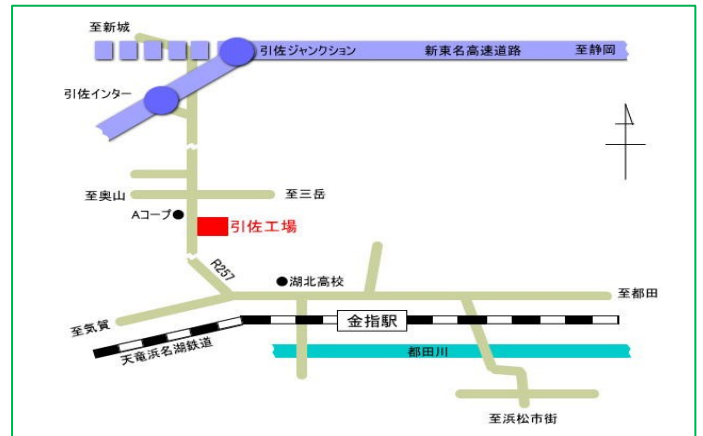 至新城
引佐ジャンクション
新東名高速道路
至静岡
引佐インター
至奥山
至三岳
Aコープ
引佐工場
R257
湖北高校
至都田
至気賀
金指駅
天竜浜名湖鉄道
都田川
至浜松市街